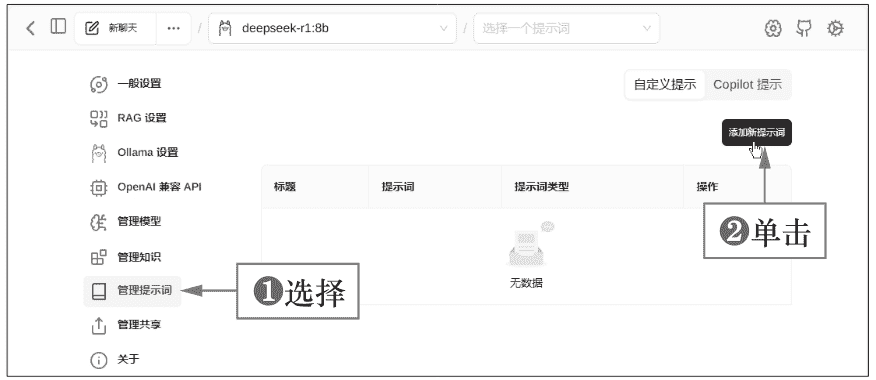 新聊天 ··· / deepseek-r1:8b / 选择一个提示词
一般设置
自定义提示 Copilot 提示
RAG 设置
添加新提示词
Ollama 设置
OpenAI 兼容 API
标题 提示词 提示词类型 操作
管理模型
❷单击
管理知识
无数据
管理提示词
❶选择
管理共享
关于